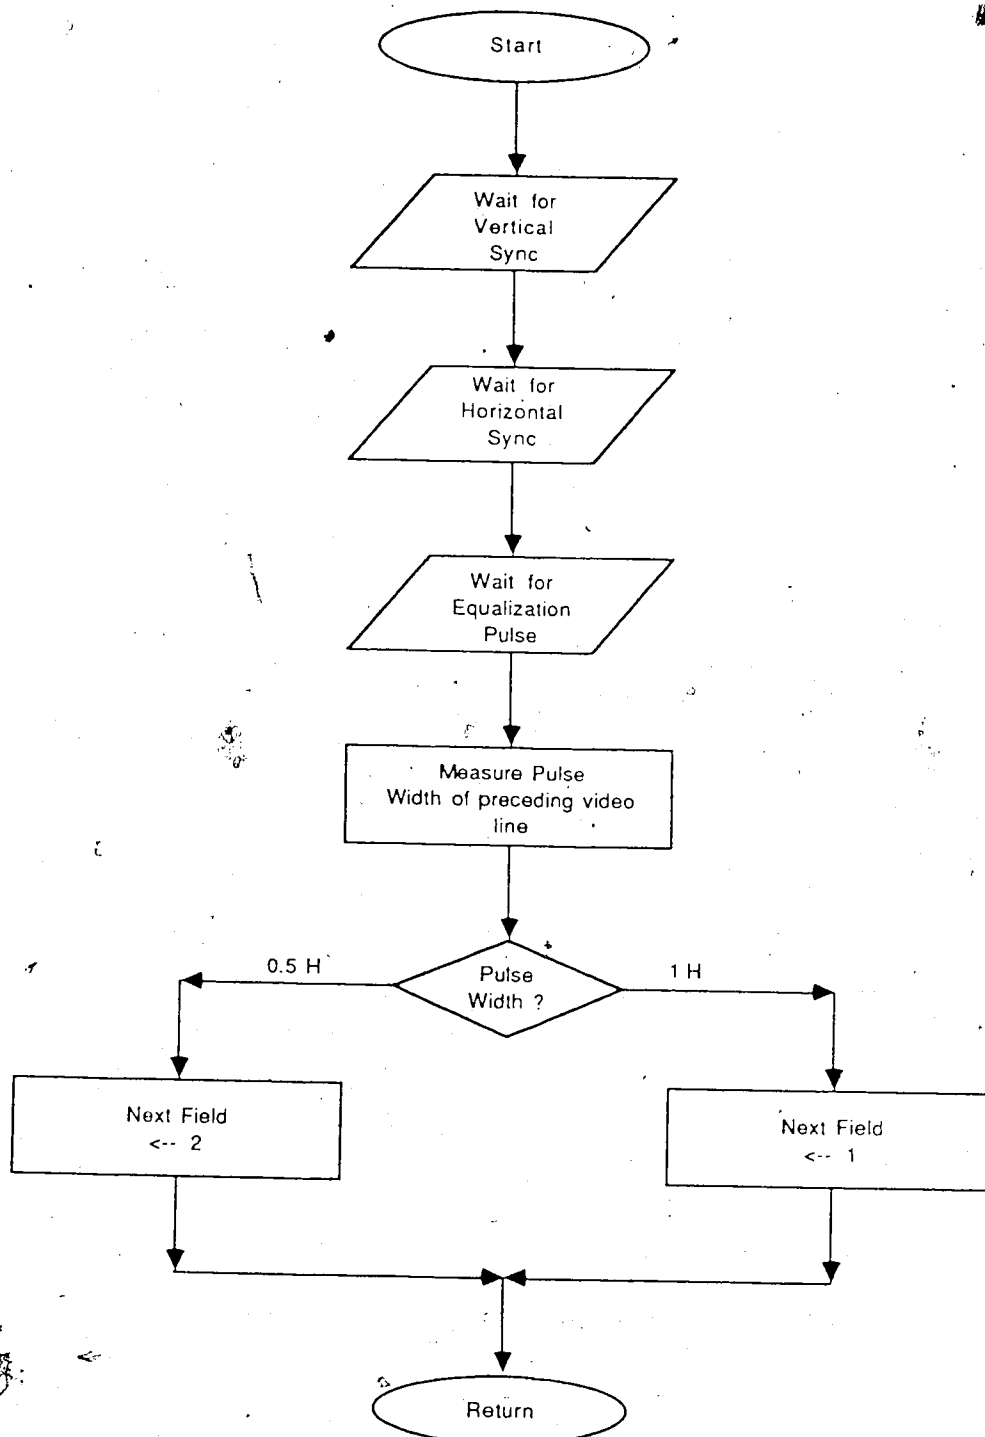 Start
Wait for
Vertical
Sync
Wait for
Horizontal
Sync
Wait for
Equalization
Pulse
Measure Pulse
Width of preceding video
line
0.5 H
Pulse
Width ?
1 H
Next Field
<-- 2
Next Field
<-- 1
Return